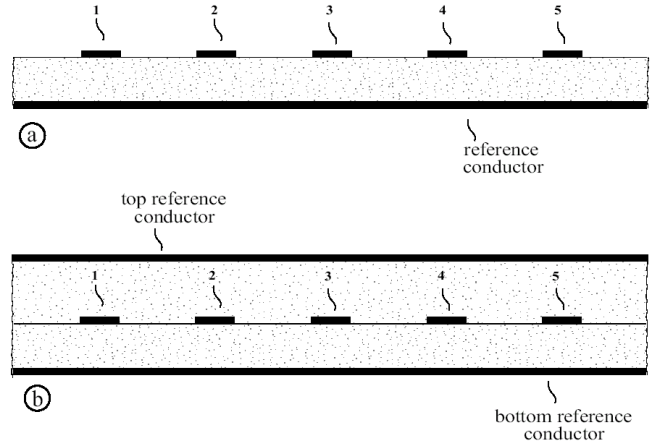 1 2 3 4 5
a
reference
conductor
top reference
conductor
1 2 3 4 5
b
bottom reference
conductor